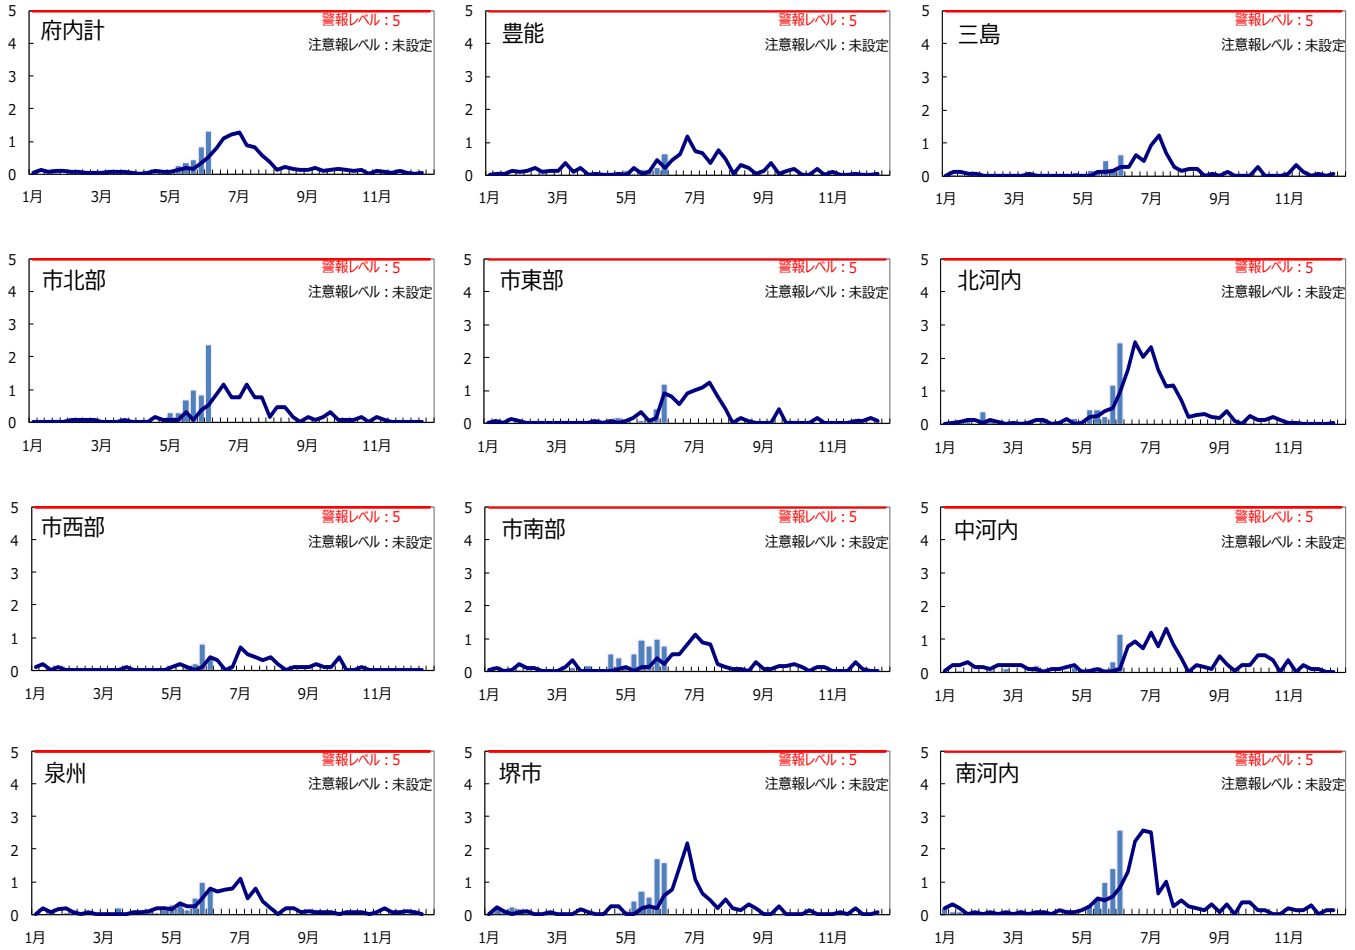 府内計
警報レベル：5
注意報レベル：未設定
5
4
3
2
1
0
1月 3月 5月 7月 9月 11月
豊能
警報レベル：5
注意報レベル：未設定
5
4
3
2
1
0
1月 3月 5月 7月 9月 11月
三島
警報レベル：5
注意報レベル：未設定
5
4
3
2
1
0
1月 3月 5月 7月 9月 11月
市北部
警報レベル：5
注意報レベル：未設定
5
4
3
2
1
0
1月 3月 5月 7月 9月 11月
市東部
警報レベル：5
注意報レベル：未設定
5
4
3
2
1
0
1月 3月 5月 7月 9月 11月
北河内
警報レベル：5
注意報レベル：未設定
5
4
3
2
1
0
1月 3月 5月 7月 9月 11月
市西部
警報レベル：5
注意報レベル：未設定
5
4
3
2
1
0
1月 3月 5月 7月 9月 11月
市南部
警報レベル：5
注意報レベル：未設定
5
4
3
2
1
0
1月 3月 5月 7月 9月 11月
中河内
警報レベル：5
注意報レベル：未設定
5
4
3
2
1
0
1月 3月 5月 7月 9月 11月
泉州
警報レベル：5
注意報レベル：未設定
5
4
3
2
1
0
1月 3月 5月 7月 9月 11月
堺市
警報レベル：5
注意報レベル：未設定
5
4
3
2
1
0
1月 3月 5月 7月 9月 11月
南河内
警報レベル：5
注意報レベル：未設定
5
4
3
2
1
0
1月 3月 5月 7月 9月 11月